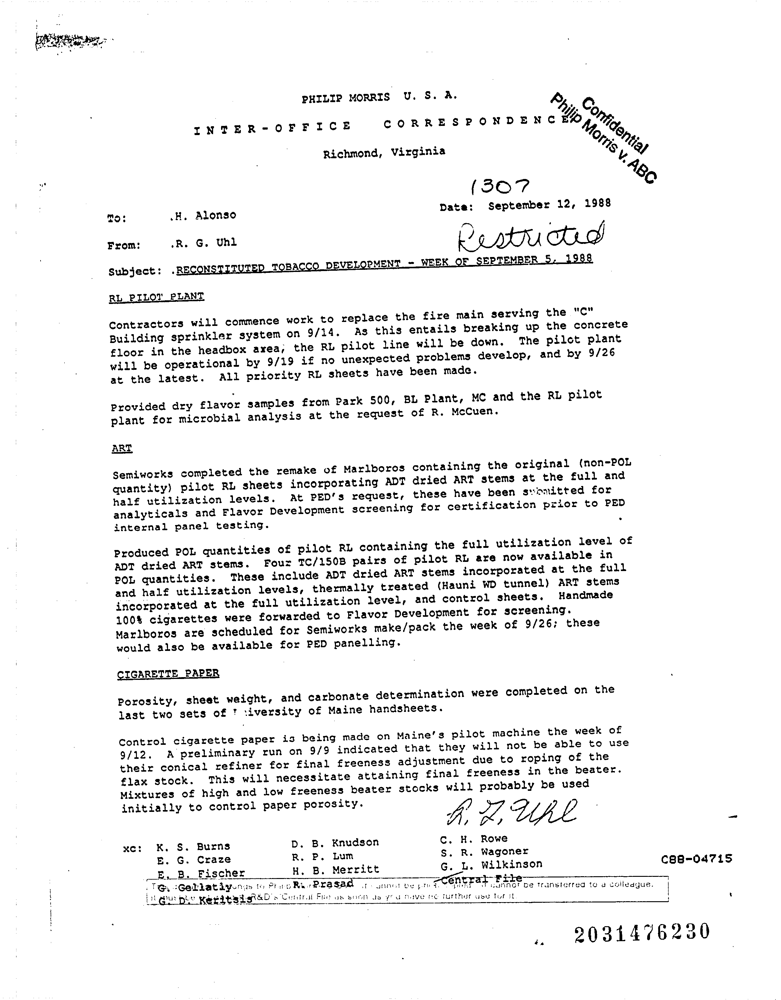 PHILIP MORRIS U. S. A.
INTER-OFFICE CORRESPONDENCE
Confidential
Philip Morris v. ABC
Richmond, Virginia
1307
To: .H. Alonso
Date: September 12, 1988
From: .R. G. Uhl
Restricted
Subject: .RECONSTITUTED TOBACCO DEVELOPMENT - WEEK OF SEPTEMBER 5, 1988
RL PILOT PLANT
Contractors will commence work to replace the fire main serving the "C"
Building sprinkler system on 9/14. As this entails breaking up the concrete
floor in the headbox area, the RL pilot line will be down. The pilot plant
will be operational by 9/19 if no unexpected problems develop, and by 9/26
at the latest. All priority RL sheets have been made.
Provided dry flavor samples from Park 500, BL Plant, MC and the RL pilot
plant for microbial analysis at the request of R. McCuen.
ART
Semiworks completed the remake of Marlboros containing the original (non-POL
quantity) pilot RL sheets incorporating ADT dried ART stems at the full and
half utilization levels. At PED's request, these have been submitted for
analyticals and Flavor Development screening for certification prior to PED
internal panel testing.
Produced POL quantities of pilot RL containing the full utilization level of
ADT dried ART stems. Four TC/150B pairs of pilot RL are now available in
POL quantities. These include ADT dried ART stems incorporated at the full
and half utilization levels, thermally treated (Hauni WD tunnel) ART stems
incorporated at the full utilization level, and control sheets. Handmade
100% cigarettes were forwarded to Flavor Development for screening.
Marlboros are scheduled for Semiworks make/pack the week of 9/26; these
would also be available for PED panelling.
CIGARETTE PAPER
Porosity, sheet weight, and carbonate determination were completed on the
last two sets of iversity of Maine handsheets.
Control cigarette paper is being made on Maine's pilot machine the week of
9/12. A preliminary run on 9/9 indicated that they will not be able to use
their conical refiner for final freeness adjustment due to roping of the
flax stock. This will necessitate attaining final freeness in the beater.
Mixtures of high and low freeness beater stocks will probably be used
initially to control paper porosity.
R. G. Uhl
xc: K. S. Burns D. B. Knudson C. H. Rowe
E. G. Craze R. P. Lum S. R. Wagoner
E. B. Fischer H. B. Merritt G. L. Wilkinson
G. Gellatly R. Prasad Central File
be transferred to a colleague.
G. D. Keritsis R&D's Central File as soon as you have no further use for it
C88-04715
2031476230